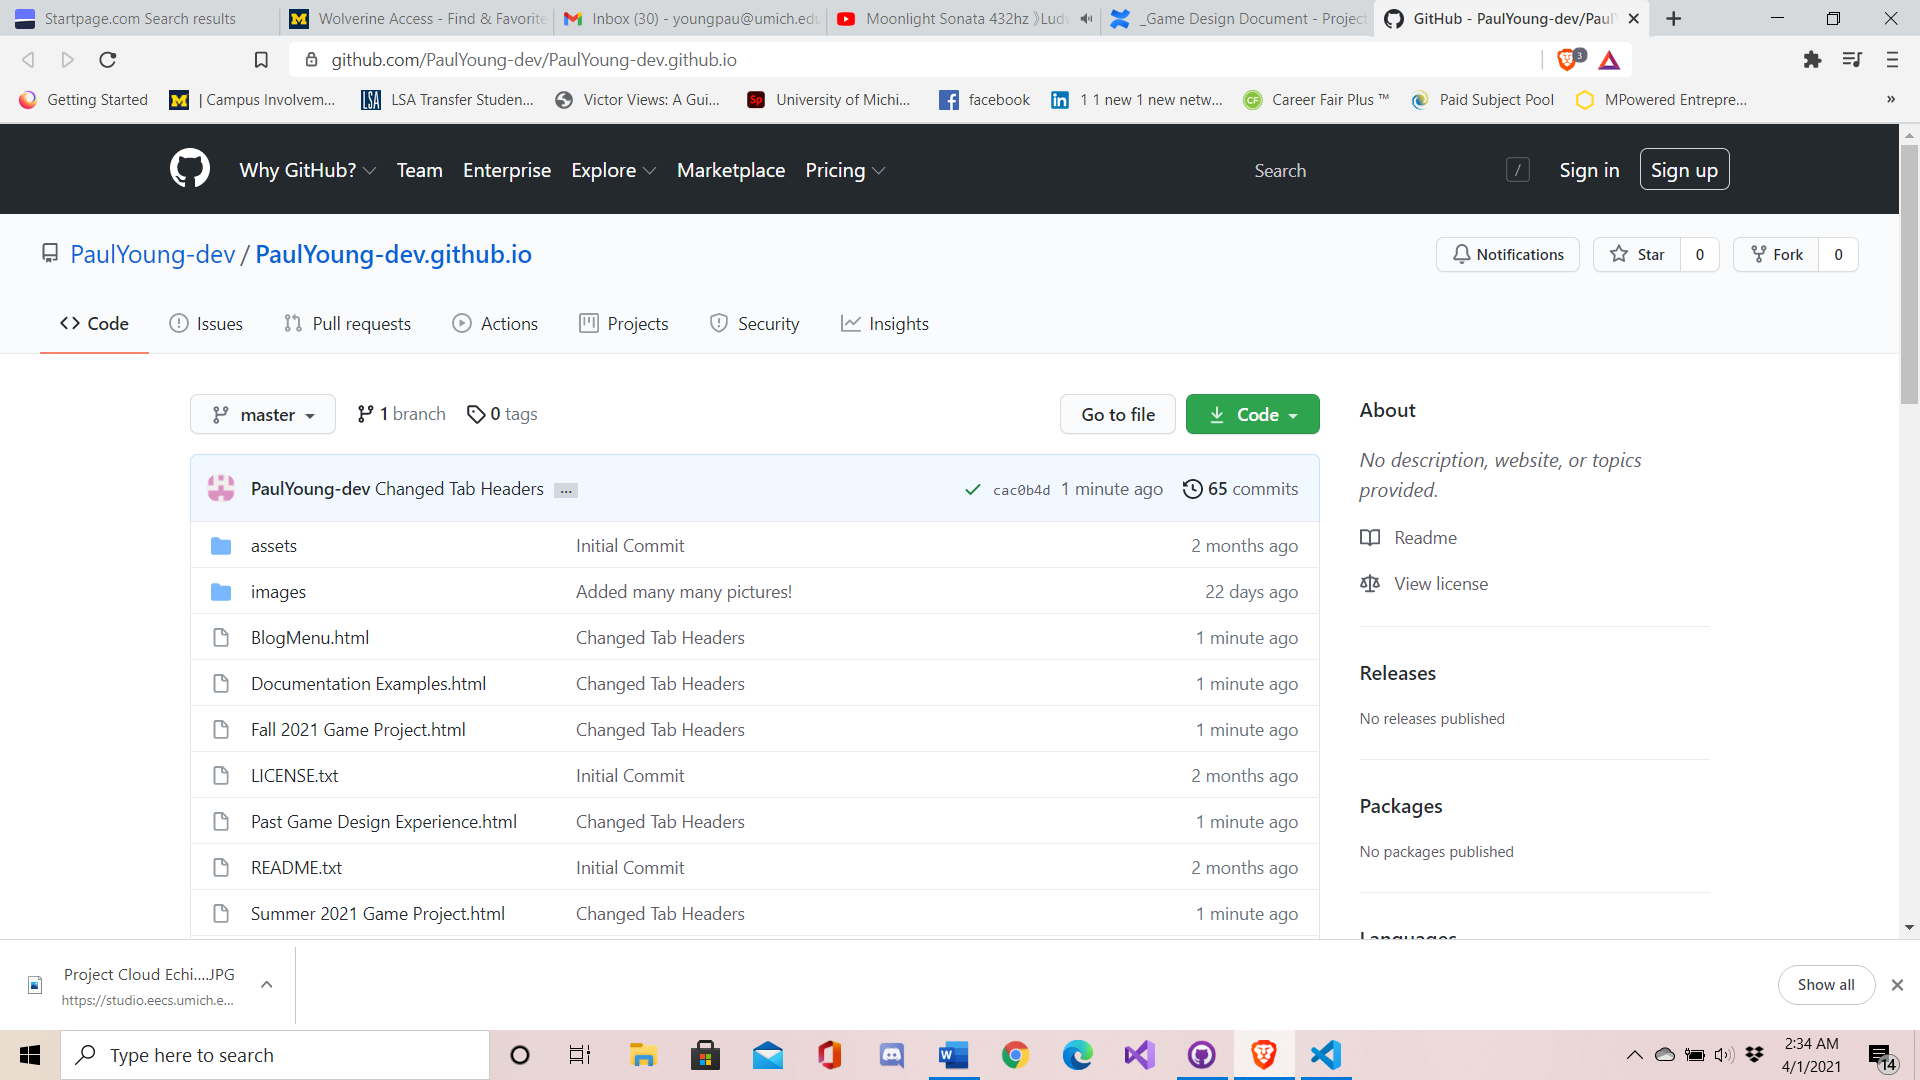 Startpage.com Search results
Wolverine Access - Find & Favorite
Inbox (30) - youngpau@umich.edu
Moonlight Sonata 432hz 》Ludw
_Game Design Document - Project
GitHub - PaulYoung-dev/Paul
github.com/PaulYoung-dev/PaulYoung-dev.github.io
3
Getting Started
| Campus Involvem...
LSA Transfer Studen...
Victor Views: A Gui...
University of Michi...
facebook
1 1 new 1 new netw...
Career Fair Plus ™
Paid Subject Pool
MPowered Entrepre...
»
Why GitHub?
Team
Enterprise
Explore
Marketplace
Pricing
Search
/
Sign in
Sign up
PaulYoung-dev / PaulYoung-dev.github.io
Notifications
Star 0
Fork 0
Code
Issues
Pull requests
Actions
Projects
Security
Insights
master
1 branch
0 tags
Go to file
Code
PaulYoung-dev Changed Tab Headers ...
cac0b4d 1 minute ago
65 commits
assets Initial Commit 2 months ago
images Added many many pictures! 22 days ago
BlogMenu.html Changed Tab Headers 1 minute ago
Documentation Examples.html Changed Tab Headers 1 minute ago
Fall 2021 Game Project.html Changed Tab Headers 1 minute ago
LICENSE.txt Initial Commit 2 months ago
Past Game Design Experience.html Changed Tab Headers 1 minute ago
README.txt Initial Commit 2 months ago
Summer 2021 Game Project.html Changed Tab Headers 1 minute ago
About
No description, website, or topics
provided.
Readme
View license
Releases
No releases published
Packages
No packages published
Languages
Project Cloud Echi....JPG
https://studio.eecs.umich.e...
Show all
Type here to search
2:34 AM
4/1/2021
14